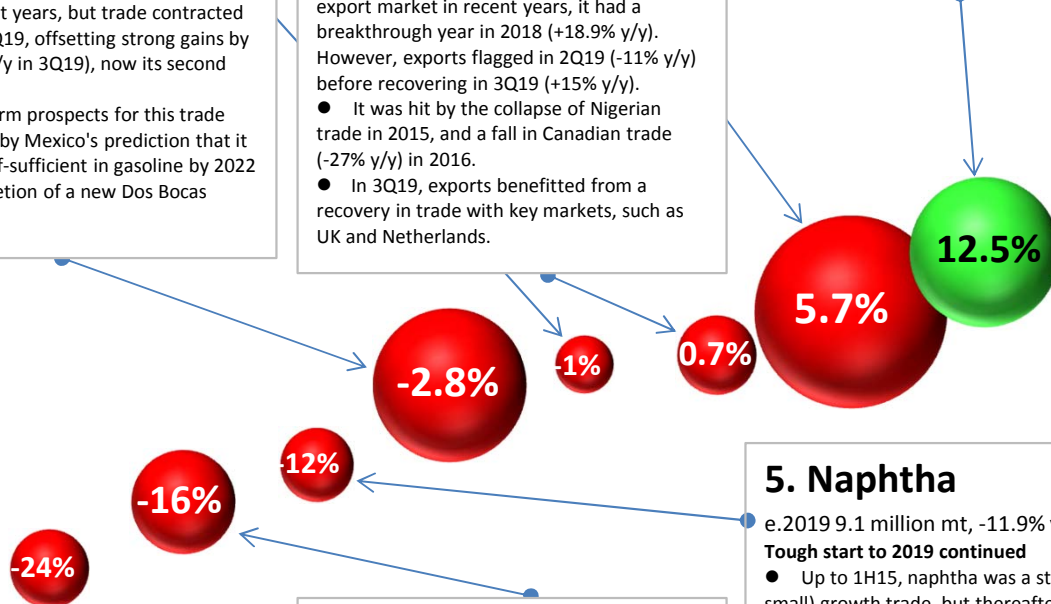 t years, but trade contracted
Q19, offsetting strong gains by
/y in 3Q19), now its second
rm prospects for this trade
by Mexico's prediction that it
f-sufficient in gasoline by 2022
etion of a new Dos Bocas
export market in recent years, it had a
breakthrough year in 2018 (+18.9% y/y).
However, exports flagged in 2Q19 (-11% y/y)
before recovering in 3Q19 (+15% y/y).
● It was hit by the collapse of Nigerian
trade in 2015, and a fall in Canadian trade
(-27% y/y) in 2016.
● In 3Q19, exports benefitted from a
recovery in trade with key markets, such as
UK and Netherlands.
12.5%
5.7%
0.7%
-1%
-2.8%
-12%
-16%
-24%
5. Naphtha
e.2019 9.1 million mt, -11.9%
Tough start to 2019 continued
● Up to 1H15, naphtha was a st
small) growth trade, but thereafte